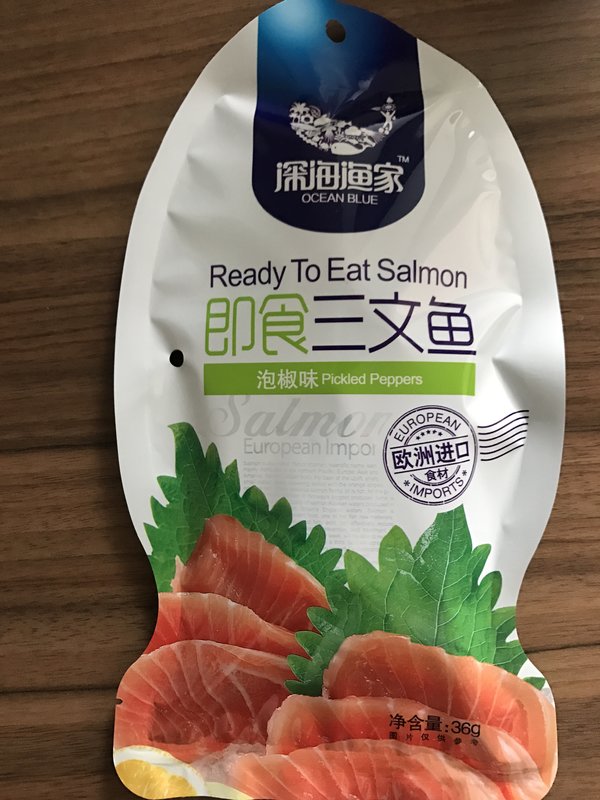 深海渔家™
OCEAN BLUE
Ready To Eat Salmon
即食三文鱼
泡椒味 Pickled Peppers
Salmon
European Impor
EUROPEAN
欧洲进口
食材
IMPORTS
净含量:36g
图片仅供参考